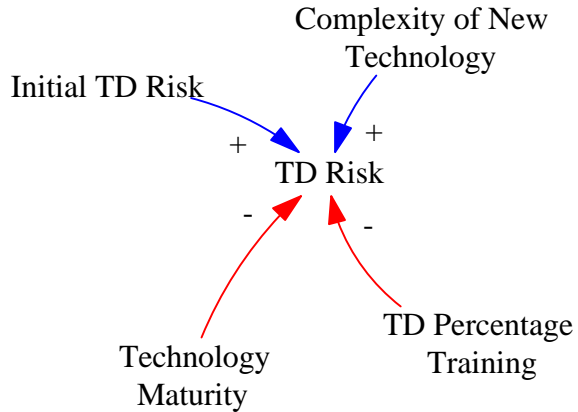 Complexity of New
Technology
Initial TD Risk
+
+
TD Risk
-
-
TD Percentage
Training
Technology
Maturity